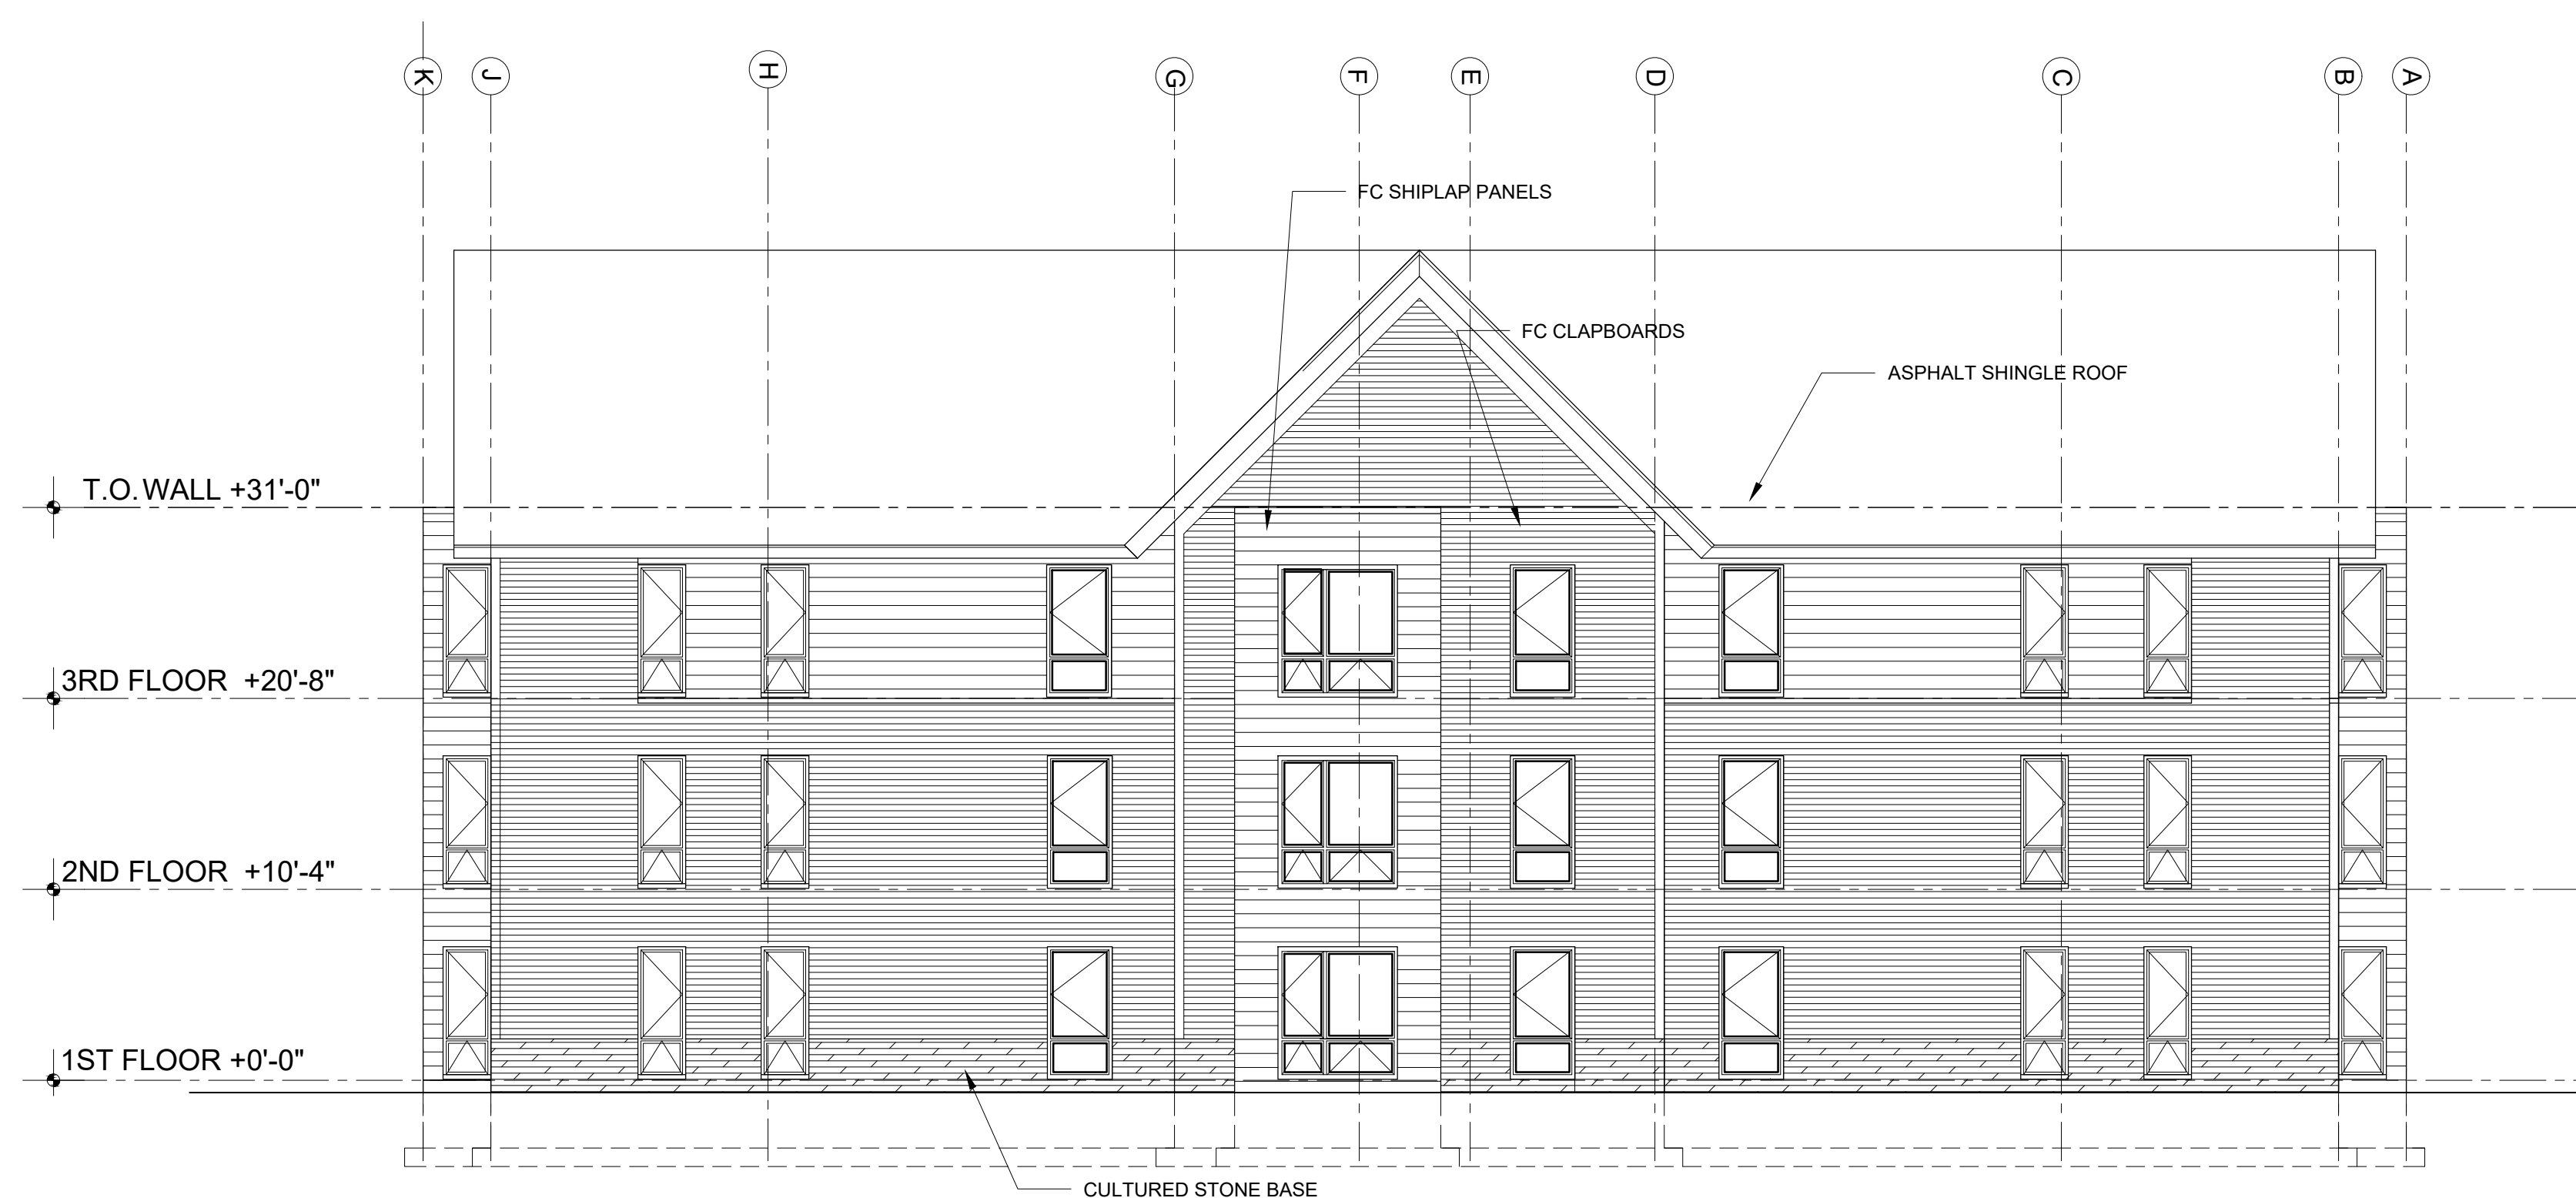 K
J
H
G
F
E
D
C
B
A
FC SHIPLAP PANELS
FC CLAPBOARDS
ASPHALT SHINGLE ROOF
T.O. WALL +31'-0"
3RD FLOOR +20'-8"
2ND FLOOR +10'-4"
1ST FLOOR +0'-0"
CULTURED STONE BASE